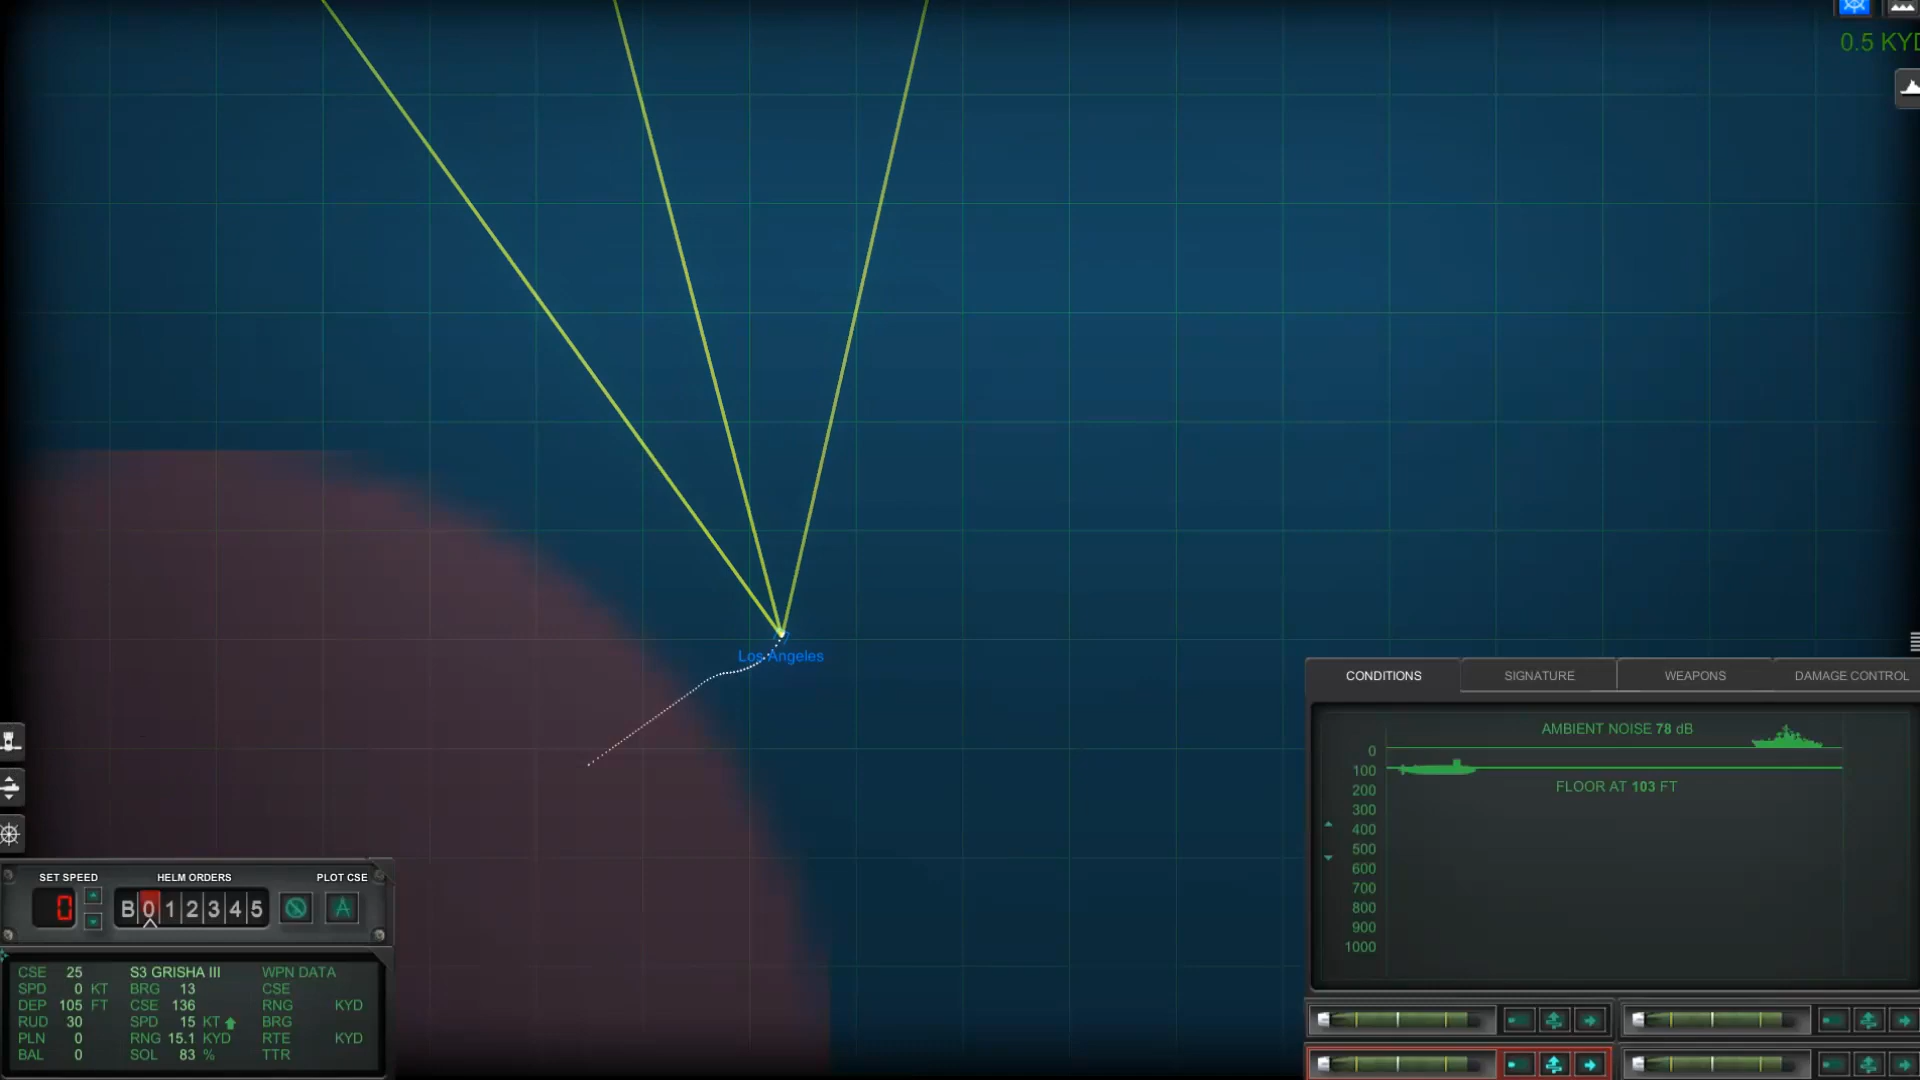 0.5 KYD
Los Angeles
CONDITIONS SIGNATURE WEAPONS DAMAGE CONTROL
AMBIENT NOISE 78 dB
0
100
FLOOR AT 103 FT
200
300
400
500
600
700
800
900
1000
SET SPEED HELM ORDERS PLOT CSE
0 B 0 1 2 3 4 5
CSE 25 S3 GRISHA III WPN DATA
SPD 0 KT BRG 13 CSE
DEP 105 FT CSE 136 RNG KYD
RUD 30 SPD 15 KT BRG
PLN 0 RNG 15.1 KYD RTE KYD
BAL 0 SOL 83 % TTR